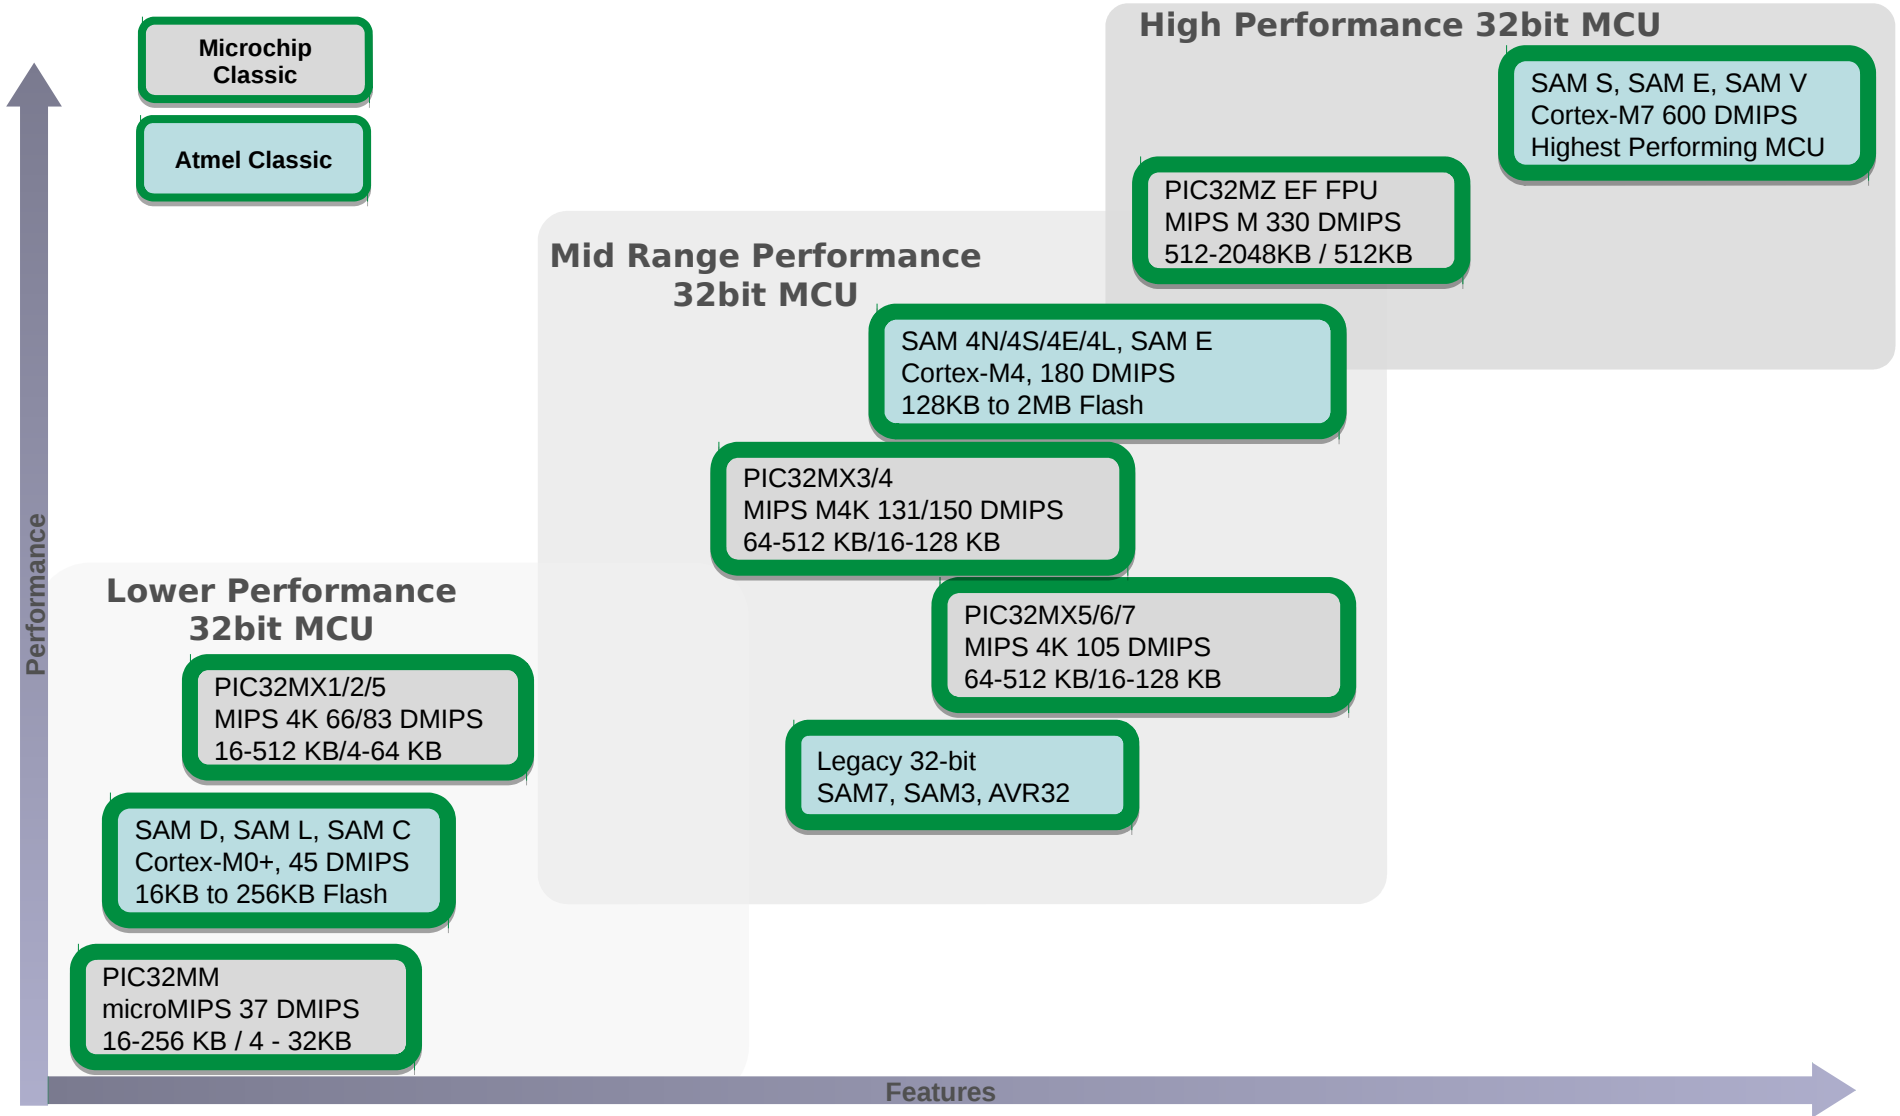 Microchip
Classic
Atmel Classic
High Performance 32bit MCU
SAM S, SAM E, SAM V
Cortex-M7 600 DMIPS
Highest Performing MCU
PIC32MZ EF FPU
MIPS M 330 DMIPS
512-2048KB / 512KB
Mid Range Performance
32bit MCU
SAM 4N/4S/4E/4L, SAM E
Cortex-M4, 180 DMIPS
128KB to 2MB Flash
PIC32MX3/4
MIPS M4K 131/150 DMIPS
64-512 KB/16-128 KB
PIC32MX5/6/7
MIPS 4K 105 DMIPS
64-512 KB/16-128 KB
Legacy 32-bit
SAM7, SAM3, AVR32
Lower Performance
32bit MCU
PIC32MX1/2/5
MIPS 4K 66/83 DMIPS
16-512 KB/4-64 KB
SAM D, SAM L, SAM C
Cortex-M0+, 45 DMIPS
16KB to 256KB Flash
PIC32MM
microMIPS 37 DMIPS
16-256 KB / 4 - 32KB
Performance
Features